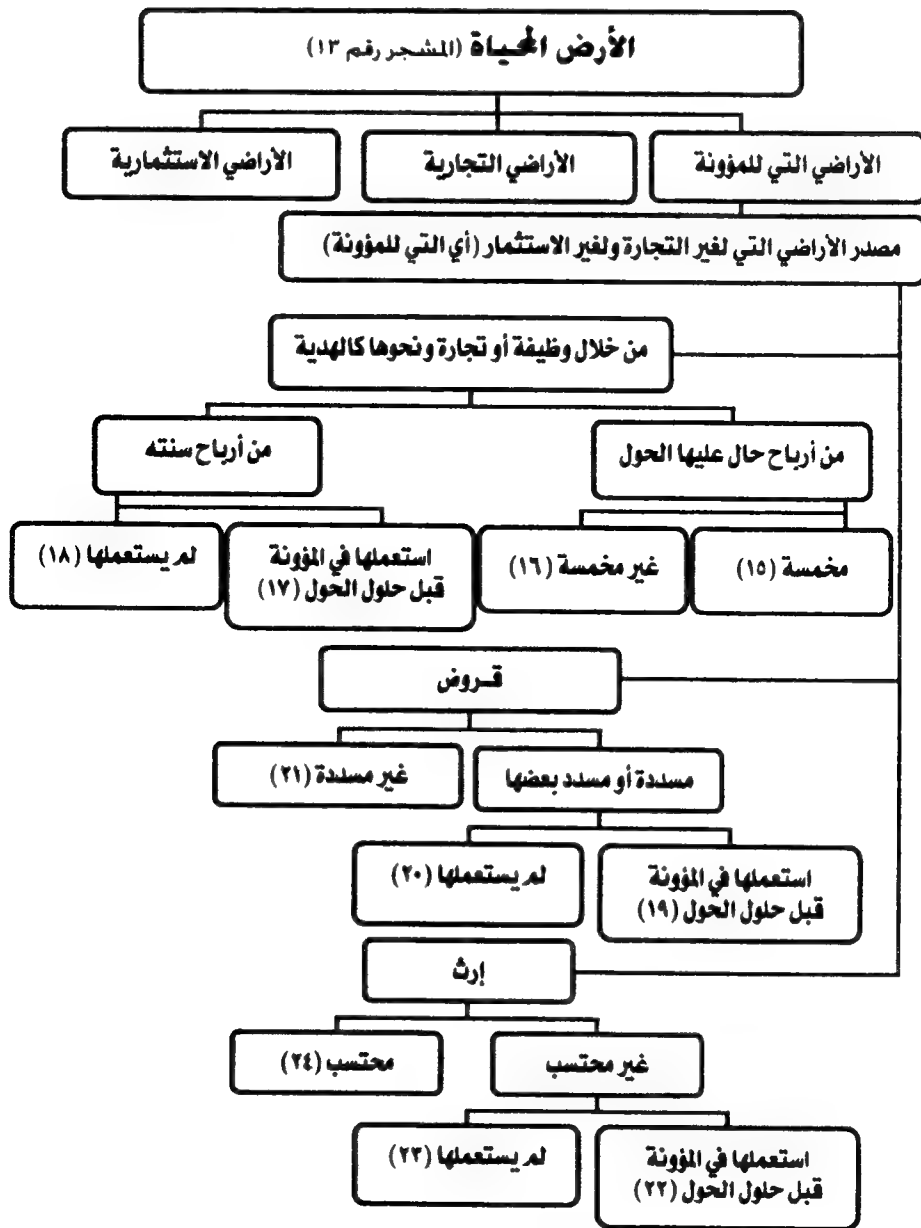 الأرض المحياة (المشجر رقم ١٣)
الأراضي التي للمؤونة
الأراضي التجارية
الأراضي الاستثمارية
مصدر الأراضي التي لغير التجارة ولغير الاستثمار (أي التي للمؤونة)
من خلال وظيفة أو تجارة ونحوها كالهدية
من أرباح حال عليها الحول
من أرباح سنته
مخمسة (١٥)
غير مخمسة (١٦)
استعملها في المؤونة
قبل حلول الحول (١٧)
لم يستعملها (١٨)
قـروض
مسددة أو مسدد بعضها
غير مسددة (٢١)
استعملها في المؤونة
قبل حلول الحول (١٩)
لم يستعملها (٢٠)
إرث
غير محتسب
محتسب (٢٤)
استعملها في المؤونة
قبل حلول الحول (٢٢)
لم يستعملها (٢٣)